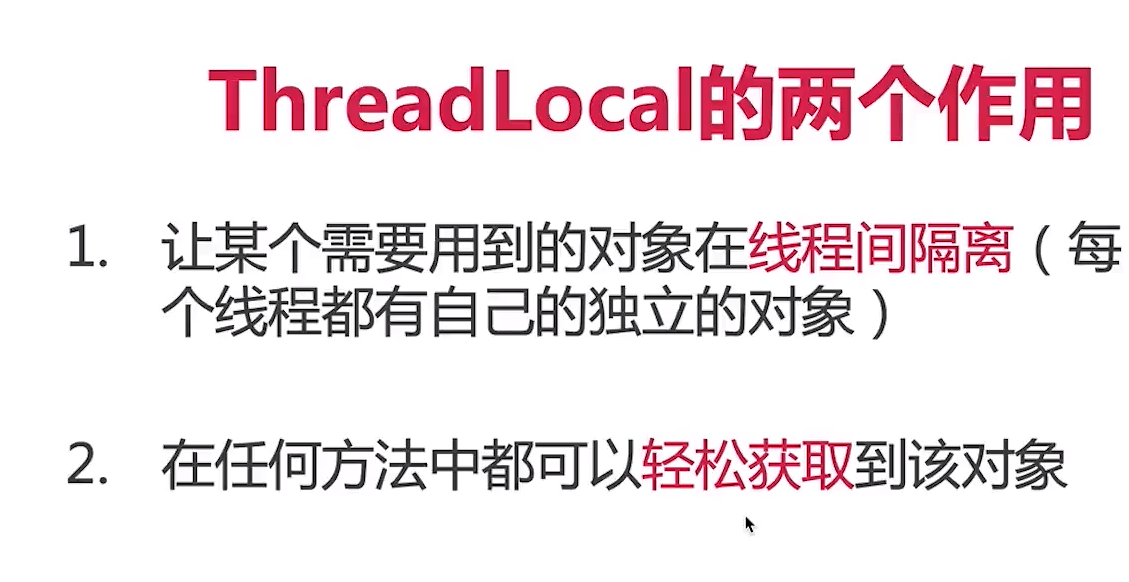 ThreadLocal的两个作用
1. 让某个需要用到的对象在线程间隔离（每
个线程都有自己的独立的对象）
2. 在任何方法中都可以轻松获取到该对象